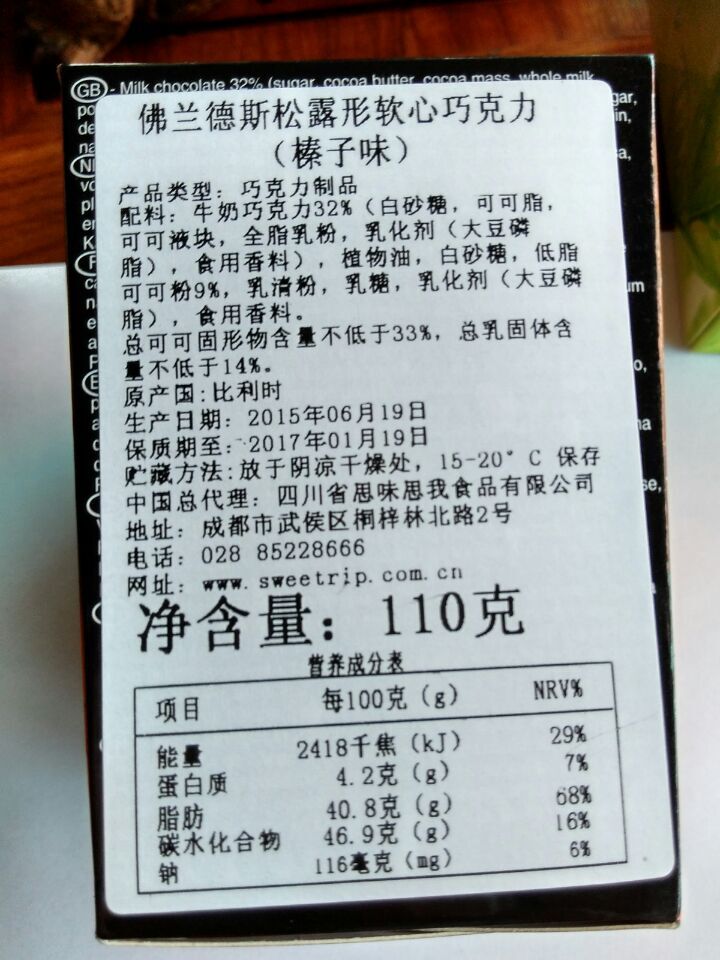 GB - Milk chocolate 32% (sugar, cocoa butter, cocoa mass, whole milk
佛兰德斯松露形软心巧克力
（榛子味）
产品类型：巧克力制品
配料：牛奶巧克力32%（白砂糖，可可脂，
可可液块，全脂乳粉，乳化剂（大豆磷
脂），食用香料），植物油，白砂糖，低脂
可可粉9%，乳清粉，乳糖，乳化剂（大豆磷
脂），食用香料。
总可可固形物含量不低于33%，总乳固体含
量不低于14%。
原产国：比利时
生产日期：2015年06月19日
保质期至：2017年01月19日
贮藏方法：放于阴凉干燥处，15-20°C 保存
中国总代理：四川省思味思我食品有限公司
地址：成都市武侯区桐梓林北路2号
电话：028 85228666
网址：www.sweetrip.com.cn
净含量：110克
营养成分表
项目 每100克（g） NRV%
能量 2418千焦（kJ） 29%
蛋白质 4.2克（g） 7%
脂肪 40.8克（g） 68%
碳水化合物 46.9克（g） 16%
钠 116毫克（mg） 6%